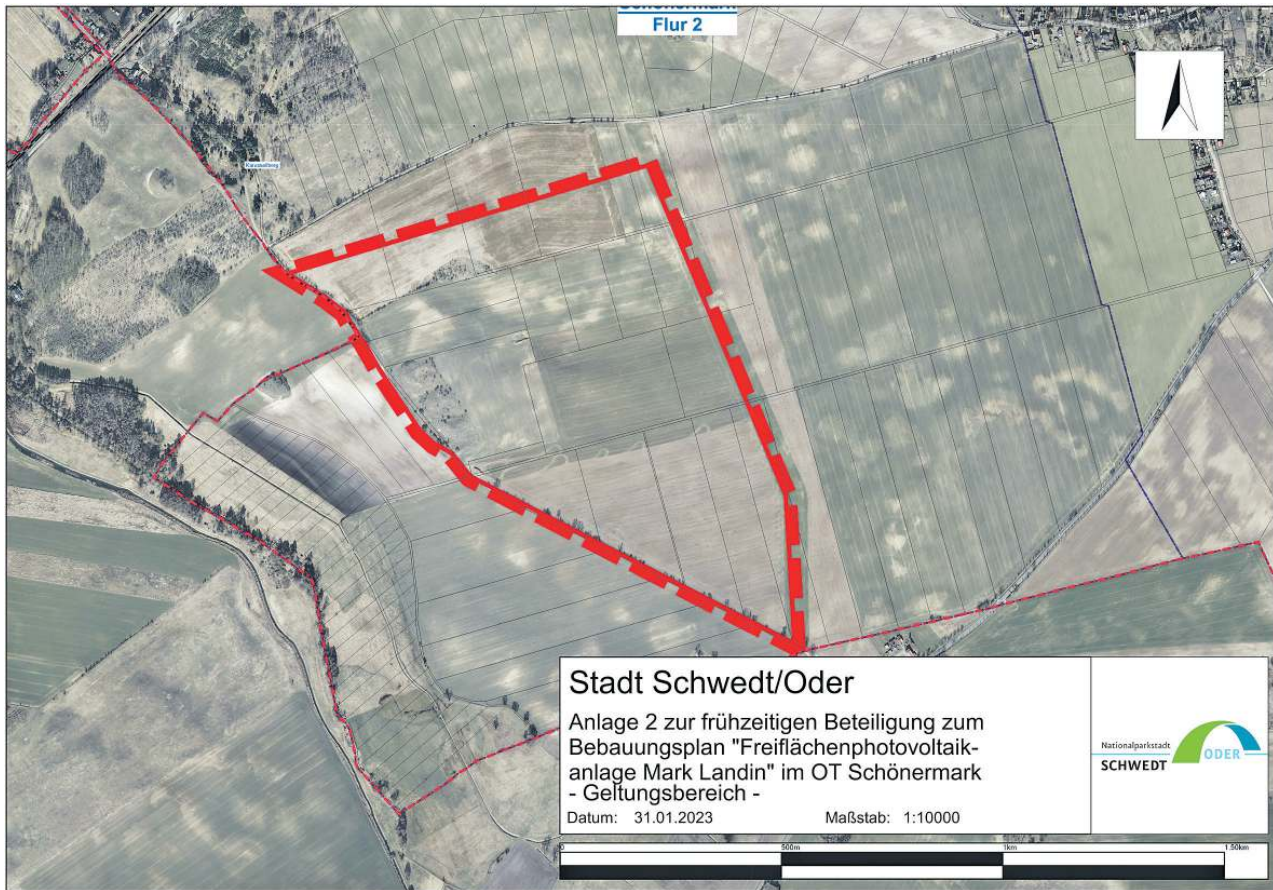 Schönermark
Flur 2
Stadt Schwedt/Oder
Anlage 2 zur frühzeitigen Beteiligung zum
Bebauungsplan "Freiflächenphotovoltaik-
anlage Mark Landin" im OT Schönermark
- Geltungsbereich -
Datum: 31.01.2023 Maßstab: 1:10000
Nationalparkstadt
SCHWEDT
ODER
0 500m 1km 1.50km